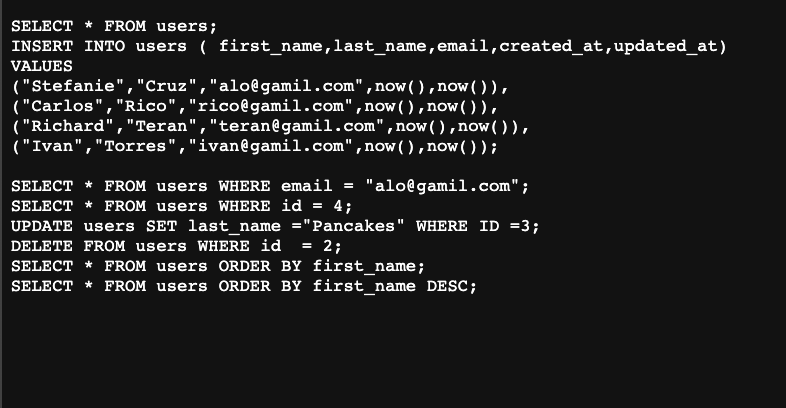 SELECT * FROM users;
INSERT INTO users ( first_name,last_name,email,created_at,updated_at)
VALUES
("Stefanie","Cruz","alo@gamil.com",now(),now()),
("Carlos","Rico","rico@gamil.com",now(),now()),
("Richard","Teran","teran@gamil.com",now(),now()),
("Ivan","Torres","ivan@gamil.com",now(),now());

SELECT * FROM users WHERE email = "alo@gamil.com";
SELECT * FROM users WHERE id = 4;
UPDATE users SET last_name ="Pancakes" WHERE ID =3;
DELETE FROM users WHERE id  = 2;
SELECT * FROM users ORDER BY first_name;
SELECT * FROM users ORDER BY first_name DESC;